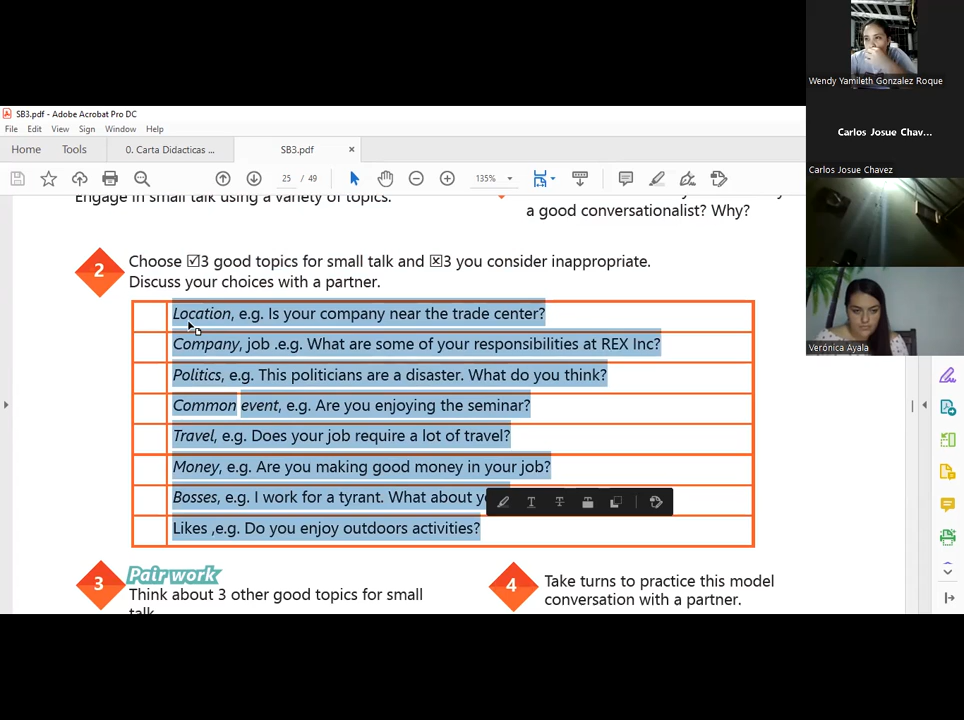 Wendy Yamileth Gonzalez Roque
Carlos Josue Chav...
Carlos Josue Chavez
Verónica Ayala
SB3.pdf - Adobe Acrobat Pro DC
File Edit View Sign Window Help
Home Tools 0. Carta Didacticas ... SB3.pdf ×
25 / 49 135%
Engage in small talk using a variety of topics.
a good conversationalist? Why?
2 Choose ☑3 good topics for small talk and ☒3 you consider inappropriate.
Discuss your choices with a partner.
Location, e.g. Is your company near the trade center?
Company, job .e.g. What are some of your responsibilities at REX Inc?
Politics, e.g. This politicians are a disaster. What do you think?
Common event, e.g. Are you enjoying the seminar?
Travel, e.g. Does your job require a lot of travel?
Money, e.g. Are you making good money in your job?
Bosses, e.g. I work for a tyrant. What about
Likes ,e.g. Do you enjoy outdoors activities?
3 Pair work
Think about 3 other good topics for small
talk.
4 Take turns to practice this model
conversation with a partner.